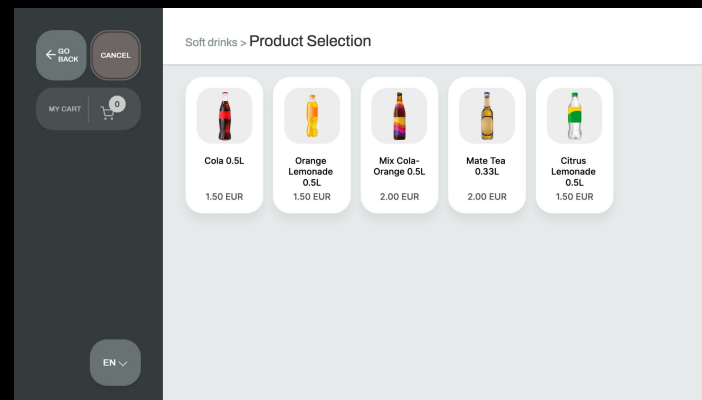 GO
BACK
CANCEL
MY CART
0
EN
Soft drinks > Product Selection
Cola 0.5L
1.50 EUR
Orange
Lemonade
0.5L
1.50 EUR
Mix Cola-
Orange 0.5L
2.00 EUR
Mate Tea
0.33L
2.00 EUR
Citrus
Lemonade
0.5L
1.50 EUR